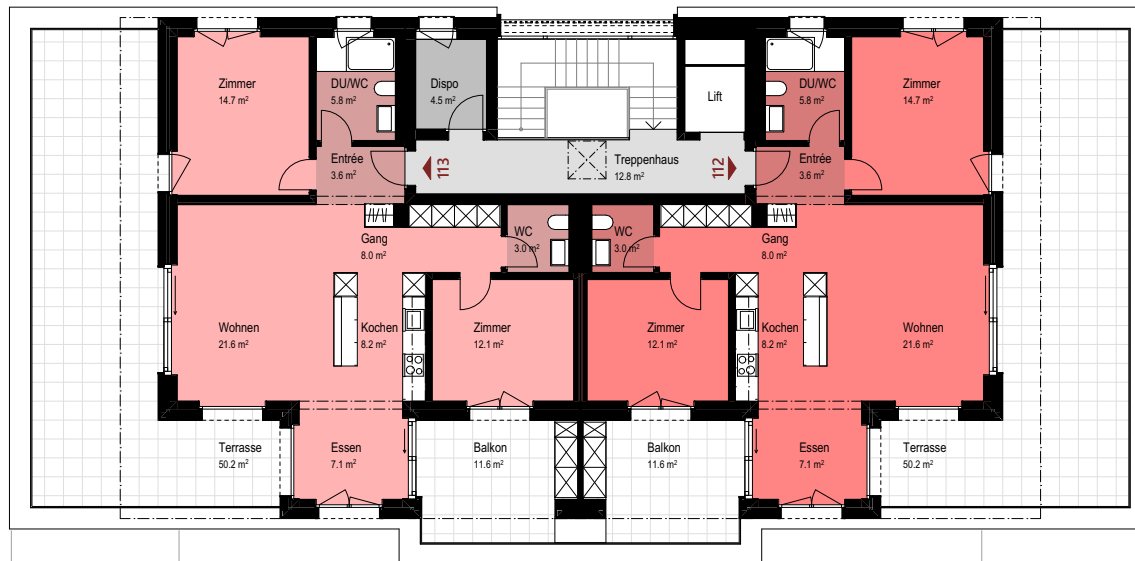 Zimmer
14.7 m²
DU/WC
5.8 m²
Dispo
4.5 m²
Lift
DU/WC
5.8 m²
Zimmer
14.7 m²
Entrée
3.6 m²
113
Treppenhaus
12.8 m²
112
Entrée
3.6 m²
Gang
8.0 m²
WC
3.0 m²
WC
3.0 m²
Gang
8.0 m²
Wohnen
21.6 m²
Kochen
8.2 m²
Zimmer
12.1 m²
Zimmer
12.1 m²
Kochen
8.2 m²
Wohnen
21.6 m²
Terrasse
50.2 m²
Essen
7.1 m²
Balkon
11.6 m²
Balkon
11.6 m²
Essen
7.1 m²
Terrasse
50.2 m²